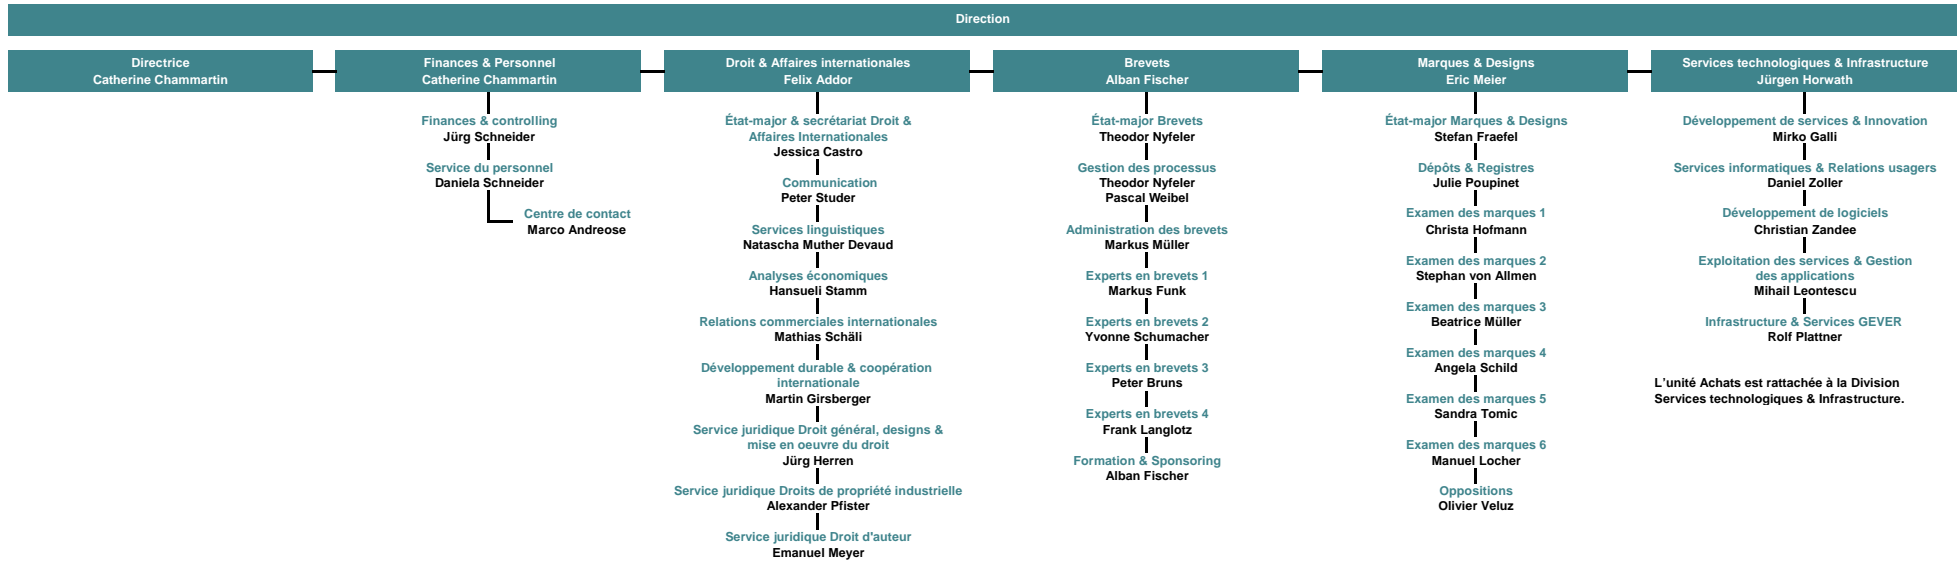 Direction
Directrice
Catherine Chammartin
Finances & Personnel
Catherine Chammartin
Droit & Affaires internationales
Felix Addor
Brevets
Alban Fischer
Marques & Designs
Eric Meier
Services technologiques & Infrastructure
Jürgen Horwath
Finances & controlling
Jürg Schneider
Service du personnel
Daniela Schneider
Centre de contact
Marco Andreose
État-major & secrétariat Droit &
Affaires Internationales
Jessica Castro
Communication
Peter Studer
Services linguistiques
Natascha Muther Devaud
Analyses économiques
Hansueli Stamm
Relations commerciales internationales
Mathias Schäli
Développement durable & coopération
internationale
Martin Girsberger
Service juridique Droit général, designs &
mise en oeuvre du droit
Jürg Herren
Service juridique Droits de propriété industrielle
Alexander Pfister
Service juridique Droit d'auteur
Emanuel Meyer
État-major Brevets
Theodor Nyfeler
Gestion des processus
Theodor Nyfeler
Pascal Weibel
Administration des brevets
Markus Müller
Experts en brevets 1
Markus Funk
Experts en brevets 2
Yvonne Schumacher
Experts en brevets 3
Peter Bruns
Experts en brevets 4
Frank Langlotz
Formation & Sponsoring
Alban Fischer
État-major Marques & Designs
Stefan Fraefel
Dépôts & Registres
Julie Poupinet
Examen des marques 1
Christa Hofmann
Examen des marques 2
Stephan von Allmen
Examen des marques 3
Beatrice Müller
Examen des marques 4
Angela Schild
Examen des marques 5
Sandra Tomic
Examen des marques 6
Manuel Locher
Oppositions
Olivier Veluz
Développement de services & Innovation
Mirko Galli
Services informatiques & Relations usagers
Daniel Zoller
Développement de logiciels
Christian Zandee
Exploitation des services & Gestion
des applications
Mihail Leontescu
Infrastructure & Services GEVER
Rolf Plattner
L'unité Achats est rattachée à la Division
Services technologiques & Infrastructure.